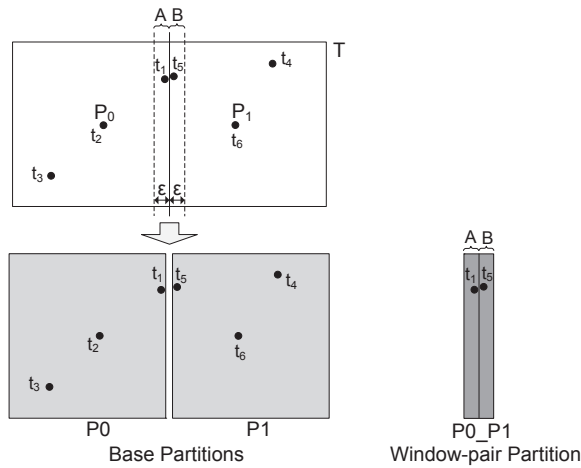 A B
T
t1 t5
t4
P0
t2
P1
t6
t3
ε ε
A B
t1 t5
t4
t1 t5
t2
t6
t3
P0 P1 P0_P1
Base Partitions Window-pair Partition